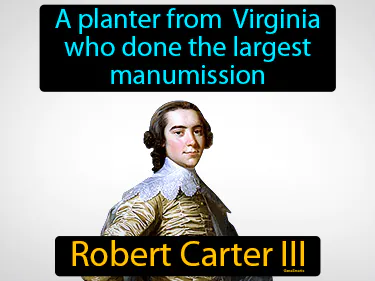 A planter from Virginia
who done the largest
manumission
Robert Carter III